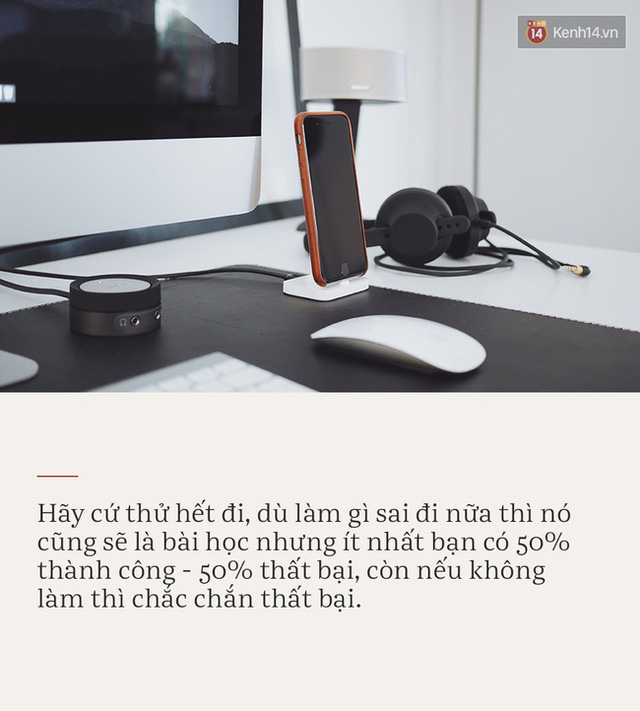 14 Kenh14.vn
Hãy cứ thử hết đi, dù làm gì sai đi nữa thì nó
cũng sẽ là bài học nhưng ít nhất bạn có 50%
thành công - 50% thất bại, còn nếu không
làm thì chắc chắn thất bại.